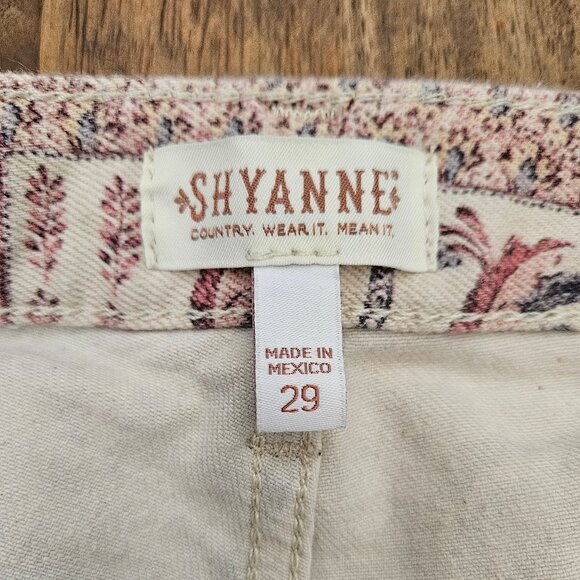 SHYANNE
COUNTRY. WEAR IT. MEAN IT.
MADE IN
MEXICO
29